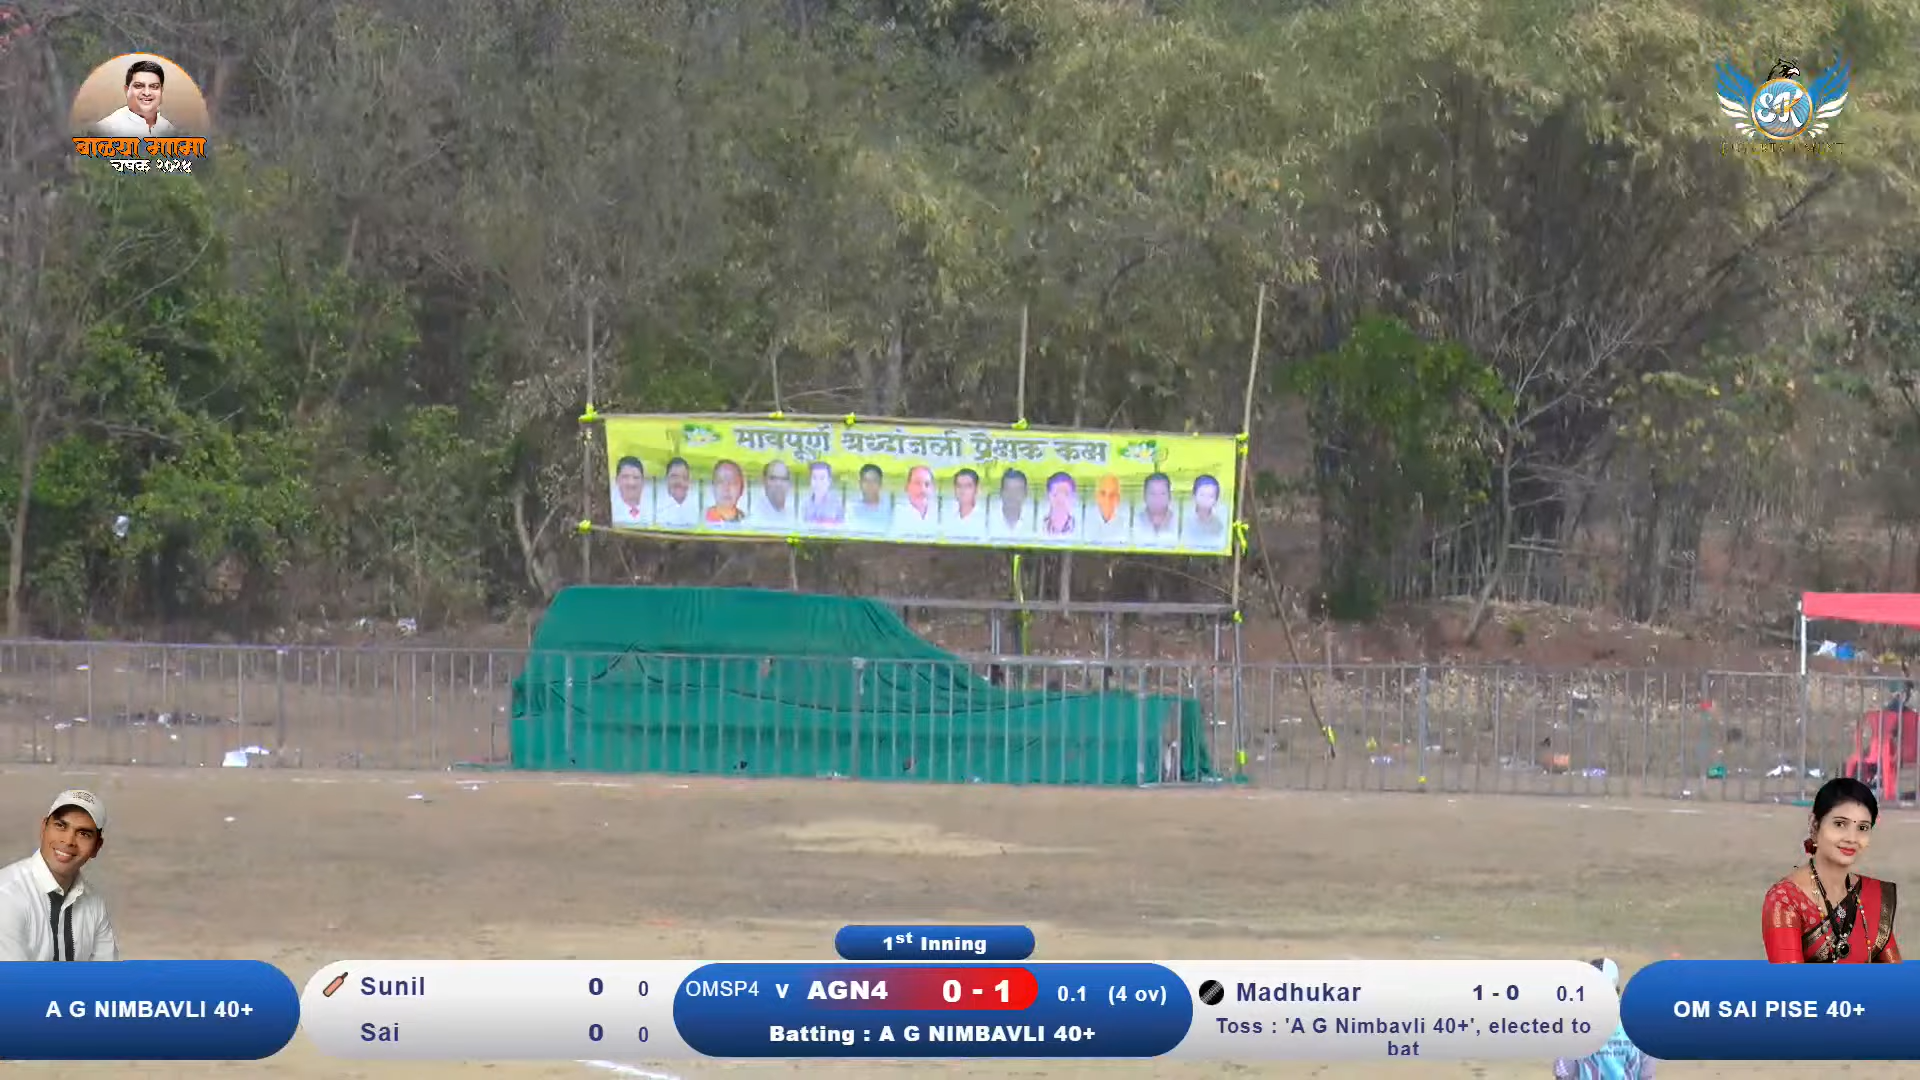 बाळ्या मामा
चषक २०२५
SK
भावपूर्ण श्रध्दांजली प्रेक्षक कक्ष
1st Inning
A G NIMBAVLI 40+
Sunil 0 0
Sai 0 0
OMSP4 v AGN4 0 - 1 0.1 (4 ov)
Batting : A G NIMBAVLI 40+
Madhukar 1 - 0 0.1
Toss : 'A G Nimbavli 40+', elected to
bat
OM SAI PISE 40+